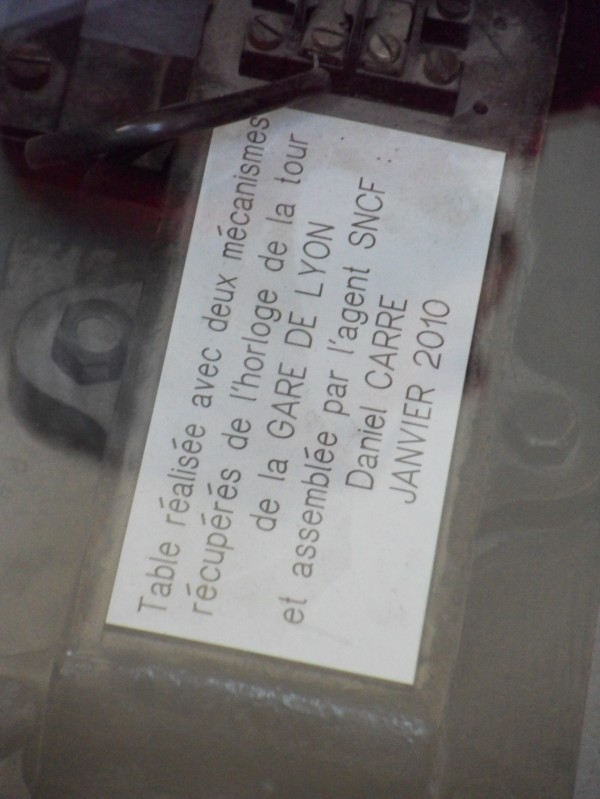 Table réalisée avec deux mécanismes
récupérés de l'horloge de la tour
de la GARE DE LYON
et assemblée par l'agent SNCF :
Daniel CARRE
JANVIER 2010